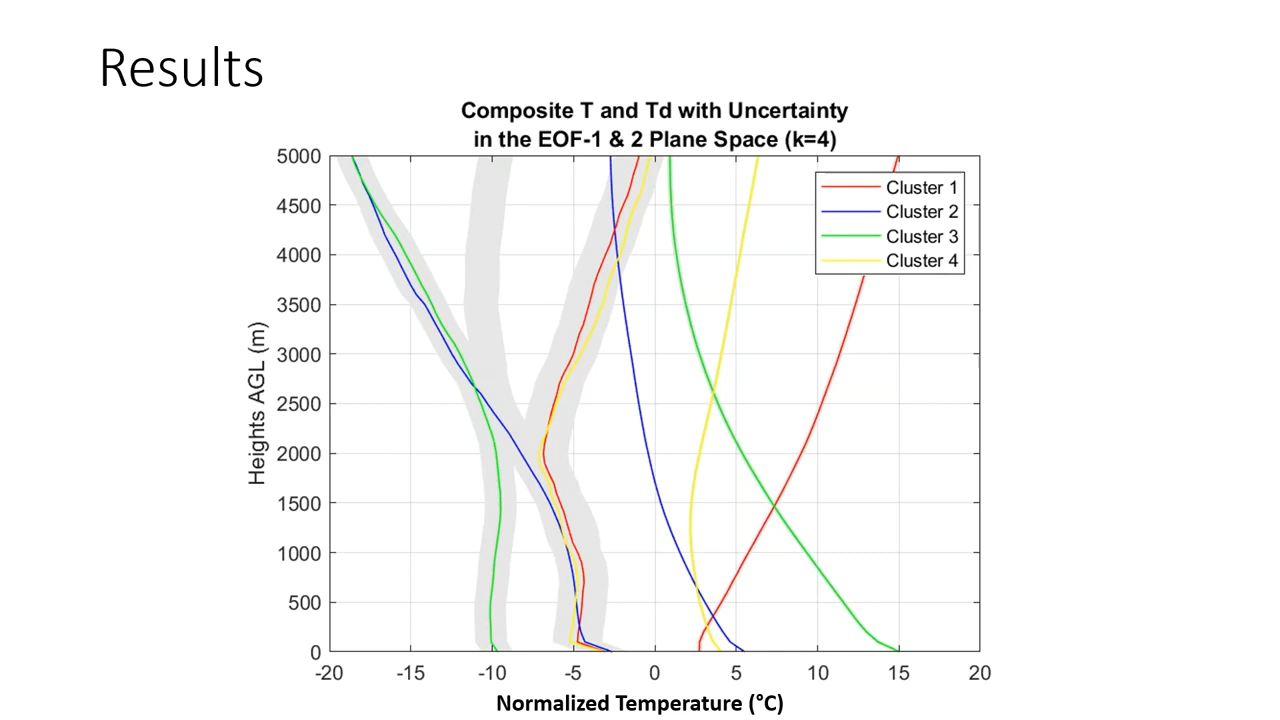 Results
Composite T and Td with Uncertainty
in the EOF-1 & 2 Plane Space (k=4)
5000
4500
4000
3500
3000
2500
2000
1500
1000
500
0
Heights AGL (m)
Cluster 1
Cluster 2
Cluster 3
Cluster 4
-20 -15 -10 -5 0 5 10 15 20
Normalized Temperature (°C)